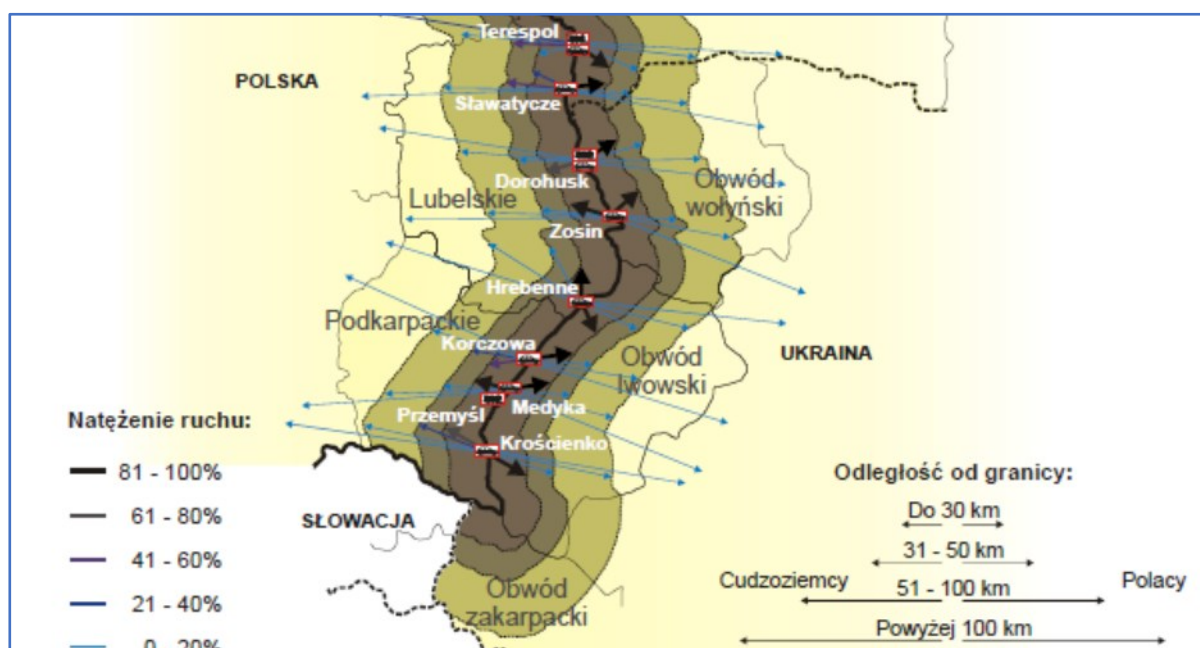 Terespol
POLSKA
Sławatycze
Dorohusk
Obwód
wołyński
Lubelskie
Zosin
Hrebenne
Podkarpackie
Korczowa
UKRAINA
Obwód
lwowski
Przemyśl
Medyka
Krościenko
Natężenie ruchu:
81 - 100%
61 - 80%
41 - 60%
21 - 40%
0 - 20%
SŁOWACJA
Obwód
zakarpacki
Odległość od granicy:
Do 30 km
31 - 50 km
Cudzoziemcy
51 - 100 km
Polacy
Powyżej 100 km